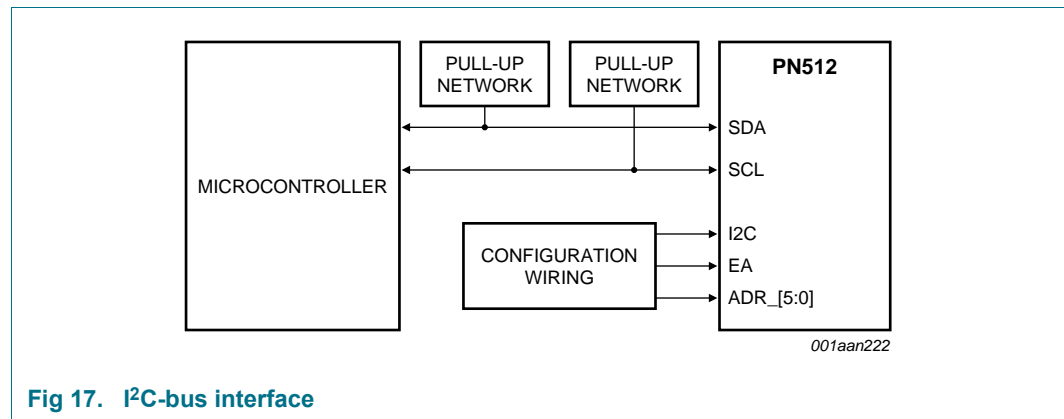 PULL-UP
NETWORK
PULL-UP
NETWORK
PN512
SDA
SCL
MICROCONTROLLER
I2C
CONFIGURATION
WIRING
EA
ADR_[5:0]
001aan222
Fig 17. I²C-bus interface